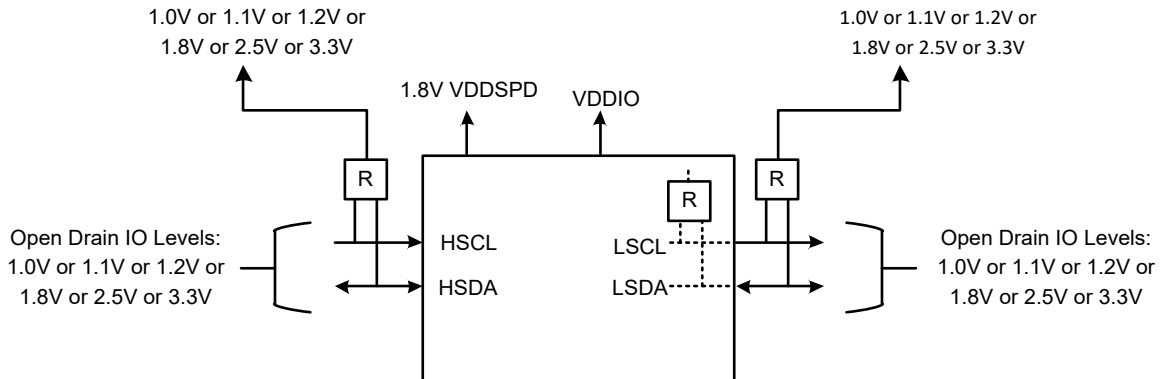 1.0V or 1.1V or 1.2V or
1.8V or 2.5V or 3.3V
1.0V or 1.1V or 1.2V or
1.8V or 2.5V or 3.3V
1.8V VDDSPD
VDDIO
R
R
R
Open Drain IO Levels:
1.0V or 1.1V or 1.2V or
1.8V or 2.5V or 3.3V
HSCL
HSDA
LSCL
LSDA
Open Drain IO Levels:
1.0V or 1.1V or 1.2V or
1.8V or 2.5V or 3.3V